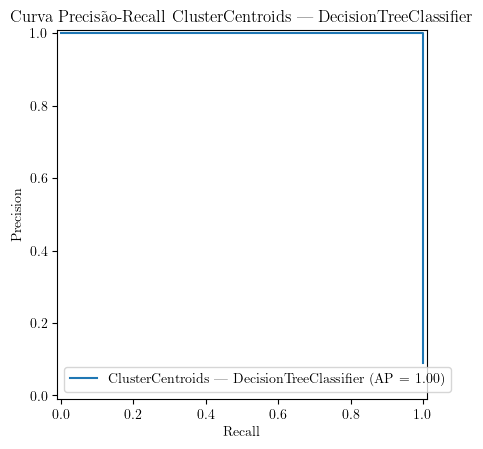 Curva Precisão-Recall ClusterCentroids — DecisionTreeClassifier
1.0
0.8
0.6
0.4
0.2
0.0
Precision
ClusterCentroids — DecisionTreeClassifier (AP = 1.00)
0.0 0.2 0.4 0.6 0.8 1.0
Recall